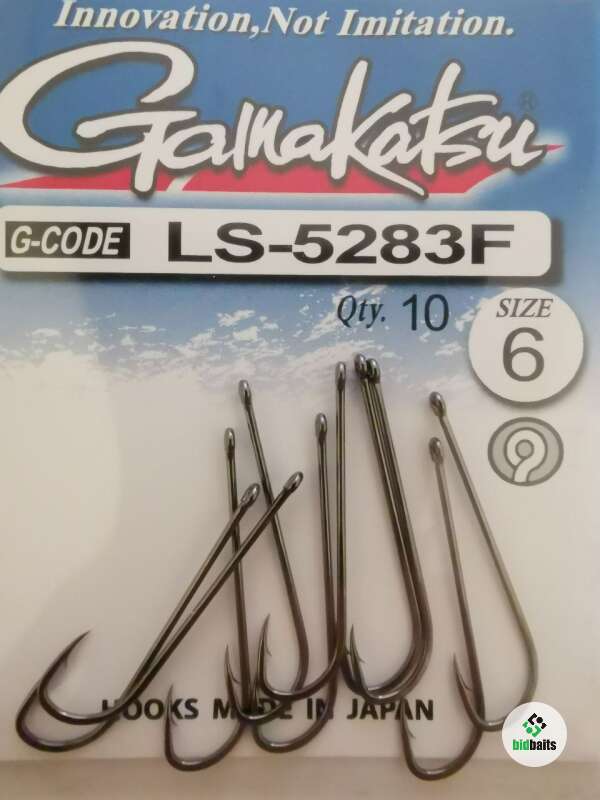 Innovation,Not Imitation.
Gamakatsu®
G-CODE LS-5283F
Qty. 10
SIZE
6
HOOKS MADE IN JAPAN
bidbaits